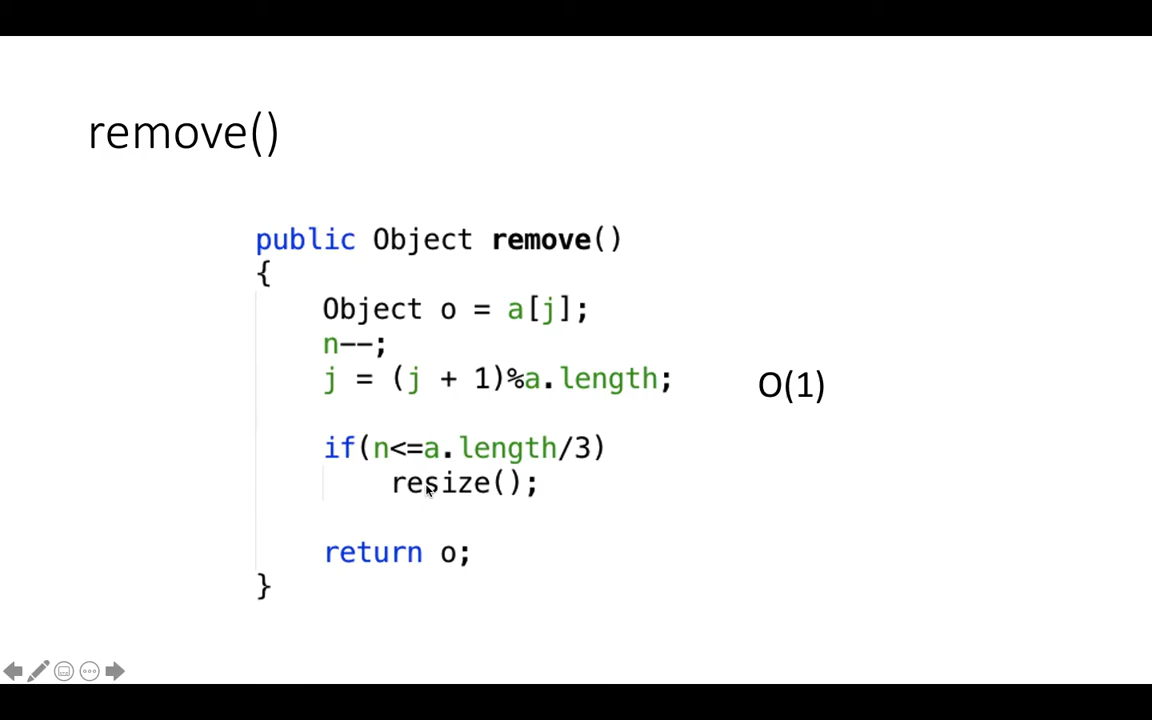 remove()
public Object remove()
{
Object o = a[j];
n--;
j = (j + 1)%a.length;
O(1)
if(n<=a.length/3)
resize();
return o;
}